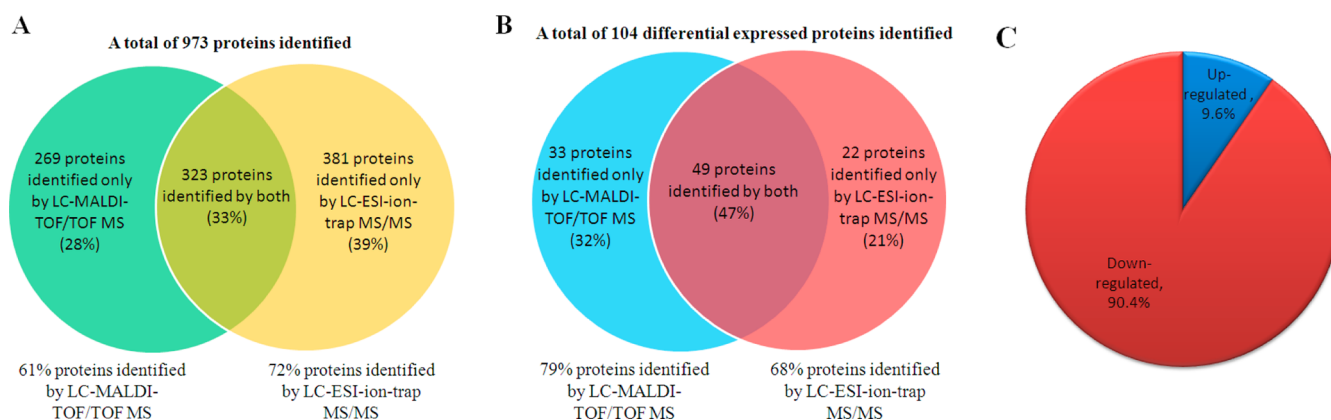 A
A total of 973 proteins identified
269 proteins
identified only
by LC-MALDI-
TOF/TOF MS
(28%)
323 proteins
identified by both
(33%)
381 proteins
identified only
by LC-ESI-ion-
trap MS/MS
(39%)
61% proteins identified
by LC-MALDI-
TOF/TOF MS
72% proteins identified
by LC-ESI-ion-trap
MS/MS
B
A total of 104 differential expressed proteins identified
33 proteins
identified only
by LC-MALDI-
TOF/TOF MS
(32%)
49 proteins
identified by both
(47%)
22 proteins
identified only
by LC-ESI-ion-
trap MS/MS
(21%)
79% proteins identified
by LC-MALDI-
TOF/TOF MS
68% proteins identified
by LC-ESI-ion-trap
MS/MS
C
Up-
regulated ,
9.6%
Down-
regulated,
90.4%